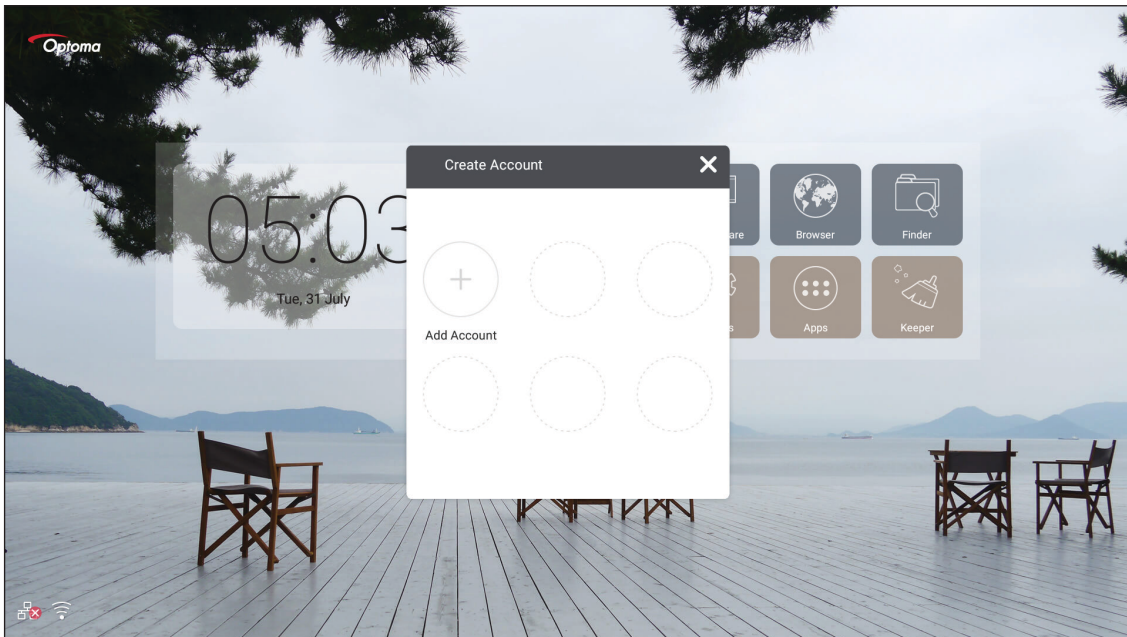 Optoma
Create Account
05:03
Tue, 31 July
are
Browser
Finder
Add Account
s
Apps
Keeper